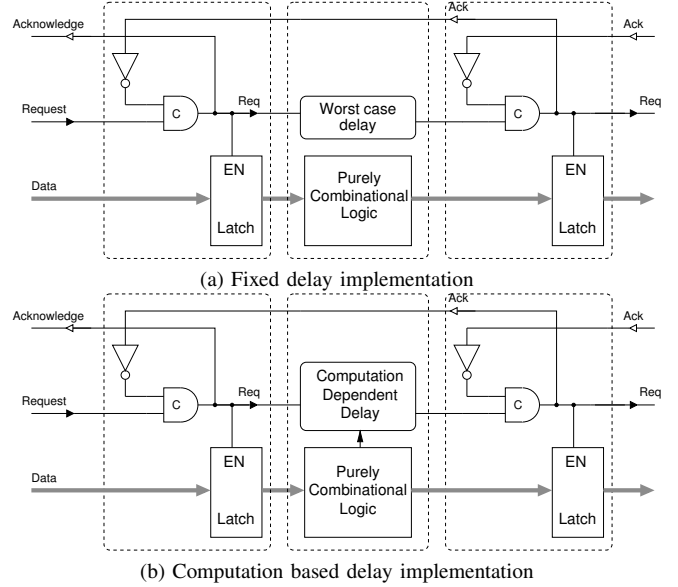 Acknowledge
Ack
Ack
Request
C
Req
Worst case
delay
C
Req
Data
EN
Latch
Purely
Combinational
Logic
EN
Latch
(a) Fixed delay implementation
Acknowledge
Ack
Ack
Request
C
Req
Computation
Dependent
Delay
C
Req
Data
EN
Latch
Purely
Combinational
Logic
EN
Latch
(b) Computation based delay implementation